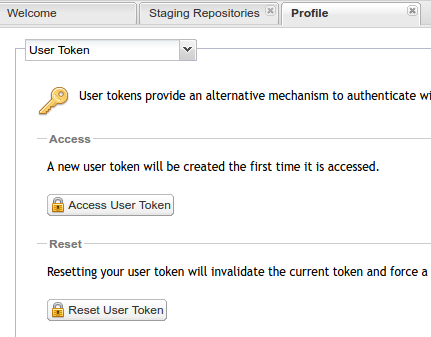 Welcome
Staging Repositories
Profile
User Token
User tokens provide an alternative mechanism to authenticate wi
Access
A new user token will be created the first time it is accessed.
Access User Token
Reset
Resetting your user token will invalidate the current token and force a
Reset User Token